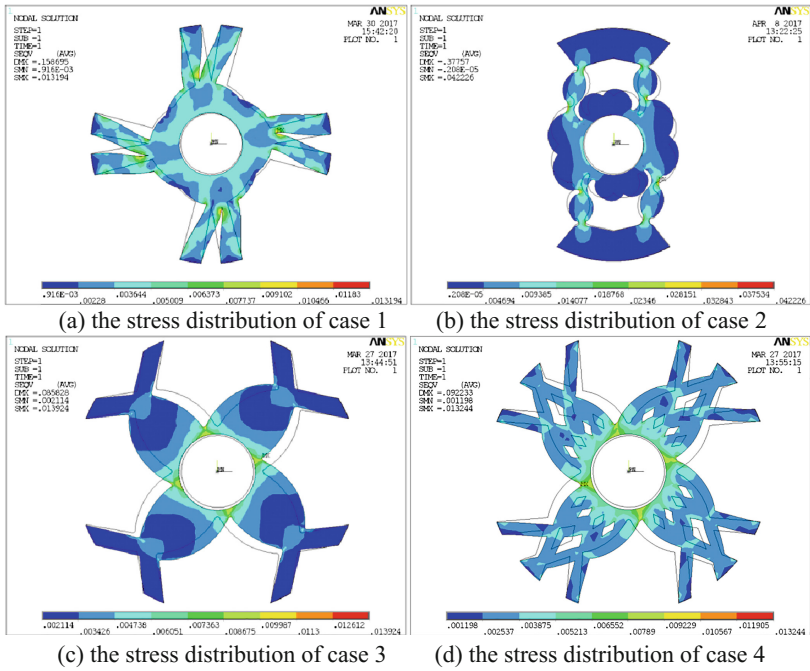 1
ANSYS
NODAL SOLUTION
MAR 30 2017
15:42:20
PLOT NO. 1
STEP=1
SUB =1
TIME=1
SEQV (AVG)
DMX =.158695
SMN =.916E-03
SMX =.013194
.916E-03 .003644 .006373 .009102 .01183
.00228 .005009 .007737 .010466 .013194
(a) the stress distribution of case 1
1
ANSYS
NODAL SOLUTION
APR 8 2017
13:22:25
PLOT NO. 1
STEP=1
SUB =1
TIME=1
SEQV (AVG)
DMX =.37757
SMN =.208E-05
SMX =.042226
.208E-05 .009385 .018768 .028151 .037534
.004694 .014077 .02346 .032843 .042226
(b) the stress distribution of case 2
1
ANSYS
NODAL SOLUTION
MAR 27 2017
13:44:51
PLOT NO. 1
STEP=1
SUB =1
TIME=1
SEQV (AVG)
DMX =.085828
SMN =.002114
SMX =.013924
.002114 .004738 .007363 .009987 .012612
.003426 .006051 .008675 .0113 .013924
(c) the stress distribution of case 3
1
ANSYS
NODAL SOLUTION
MAR 27 2017
13:55:15
PLOT NO. 1
STEP=1
SUB =1
TIME=1
SEQV (AVG)
DMX =.092233
SMN =.001198
SMX =.013244
.001198 .003875 .006552 .009229 .011905
.002537 .005213 .00789 .010567 .013244
(d) the stress distribution of case 4